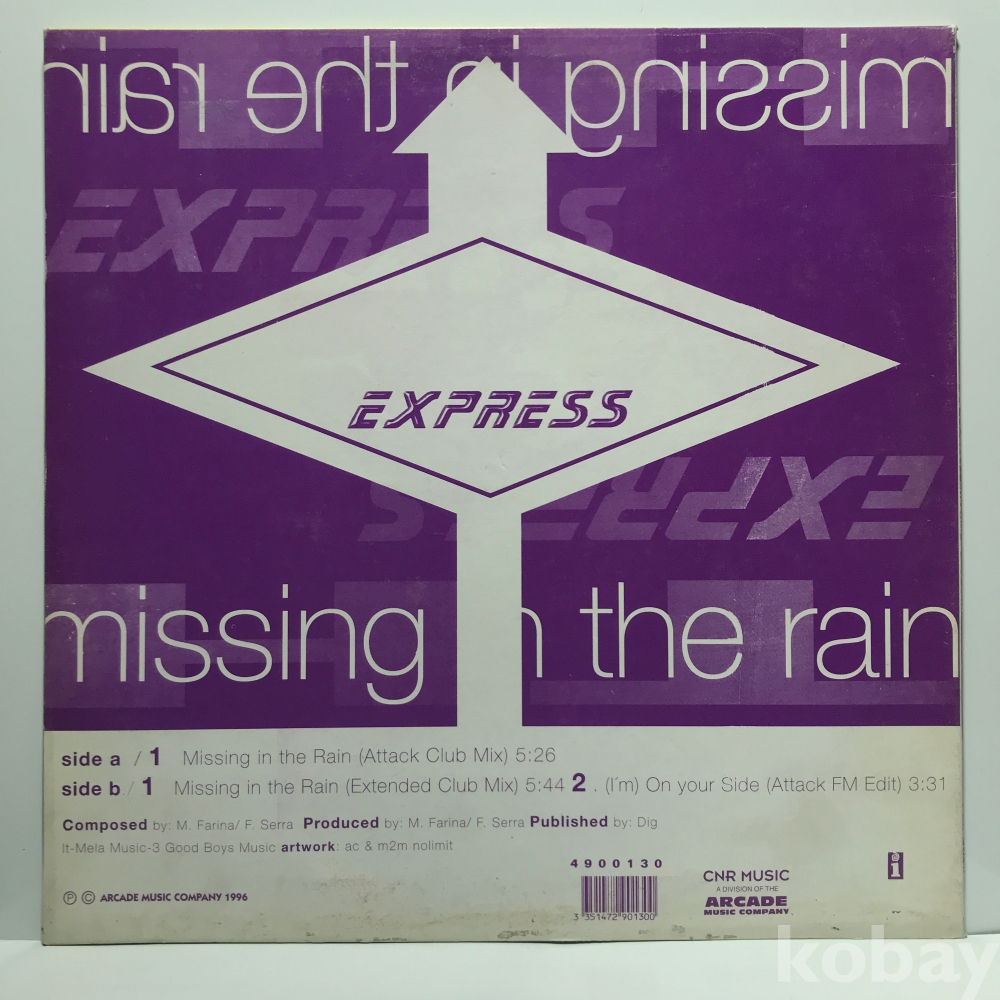 missing in the rain
EXPRESS
EXPRESS
EXPRESS
missing in the rain
side a / 1 Missing in the Rain (Attack Club Mix) 5:26
side b / 1 Missing in the Rain (Extended Club Mix) 5:44 2 . (I´m) On your Side (Attack FM Edit) 3:31
Composed by: M. Farina/ F. Serra Produced by: M. Farina/ F. Serra Published by: Dig
It-Mela Music-3 Good Boys Music artwork: ac & m2m nolimit
4900130
CNR MUSIC
A DIVISION OF THE
ARCADE
MUSIC COMPANY
Ⓟ © ARCADE MUSIC COMPANY 1996
3 351472 901300
kobay